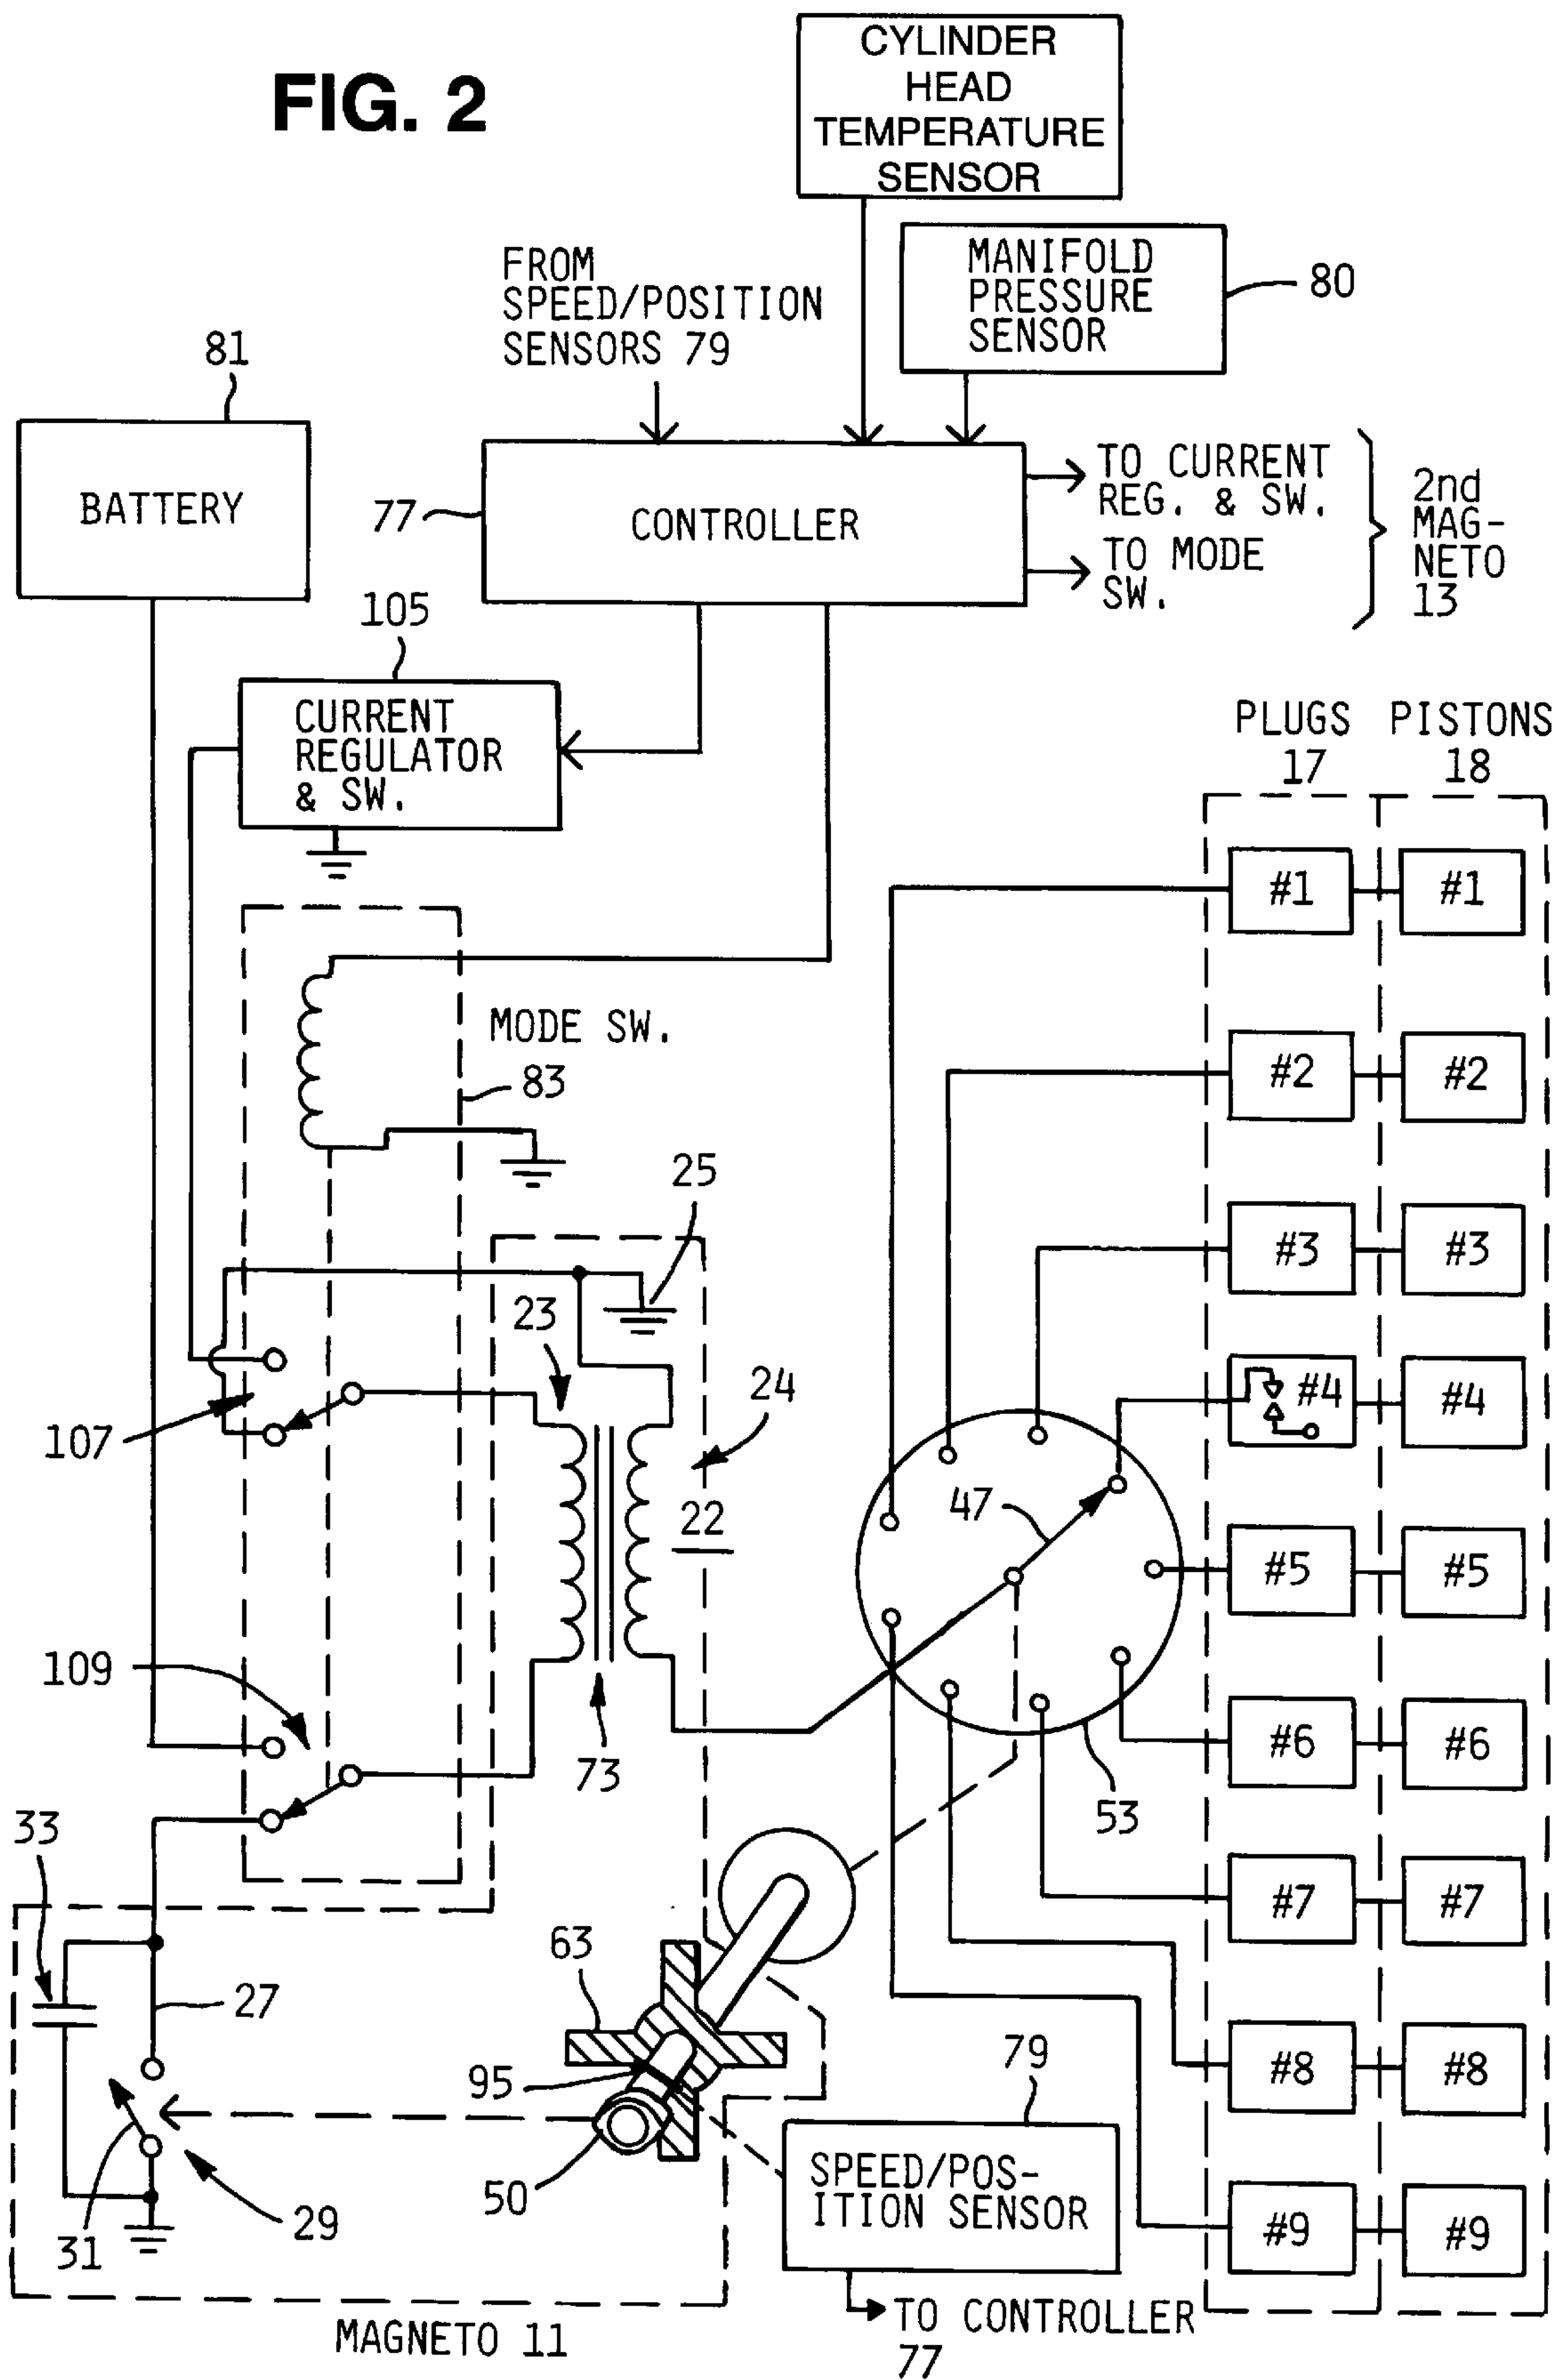 FIG. 2
CYLINDER
HEAD
TEMPERATURE
SENSOR
FROM
SPEED/POSITION
SENSORS 79
MANIFOLD
PRESSURE
SENSOR
80
81
BATTERY
77
CONTROLLER
TO CURRENT
REG. & SW.
TO MODE
SW.
2nd
MAG-
NETO
13
105
CURRENT
REGULATOR
& SW.
PLUGS
17
PISTONS
18
#1
#1
MODE SW.
83
#2
#2
25
23
#3
#3
107
24
#4
#4
22
47
#5
#5
109
73
53
#6
#6
33
63
#7
#7
27
95
79
#8
#8
31
29
50
SPEED/POS-
ITION SENSOR
#9
#9
MAGNETO 11
TO CONTROLLER
77